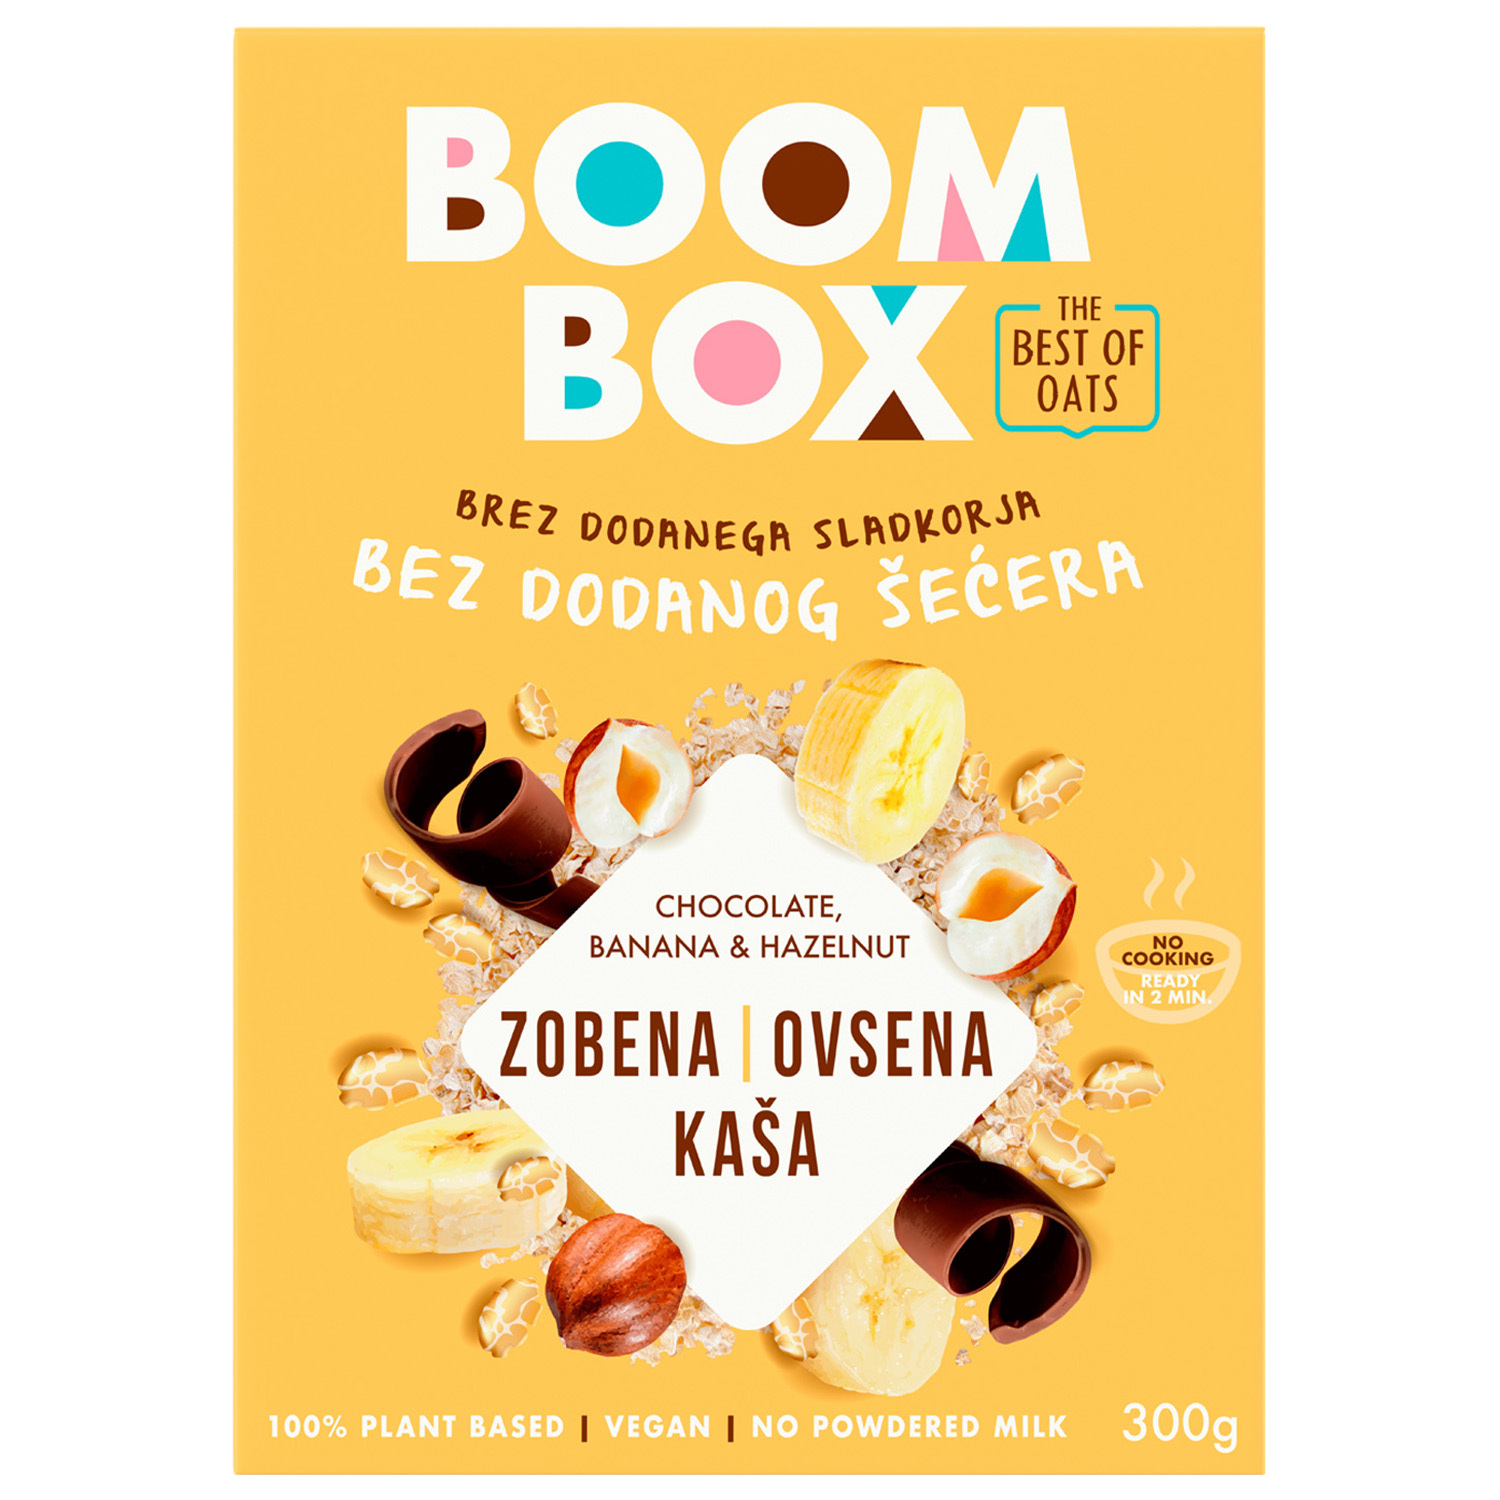 BOOM
BOX
THE
BEST OF
OATS
BREZ DODANEGA SLADKORJA
BEZ DODANOG ŠEĆERA
CHOCOLATE,
BANANA & HAZELNUT
ZOBENA | OVSENA
KAŠA
NO
COOKING
READY
IN 2 MIN.
100% PLANT BASED | VEGAN | NO POWDERED MILK
300g